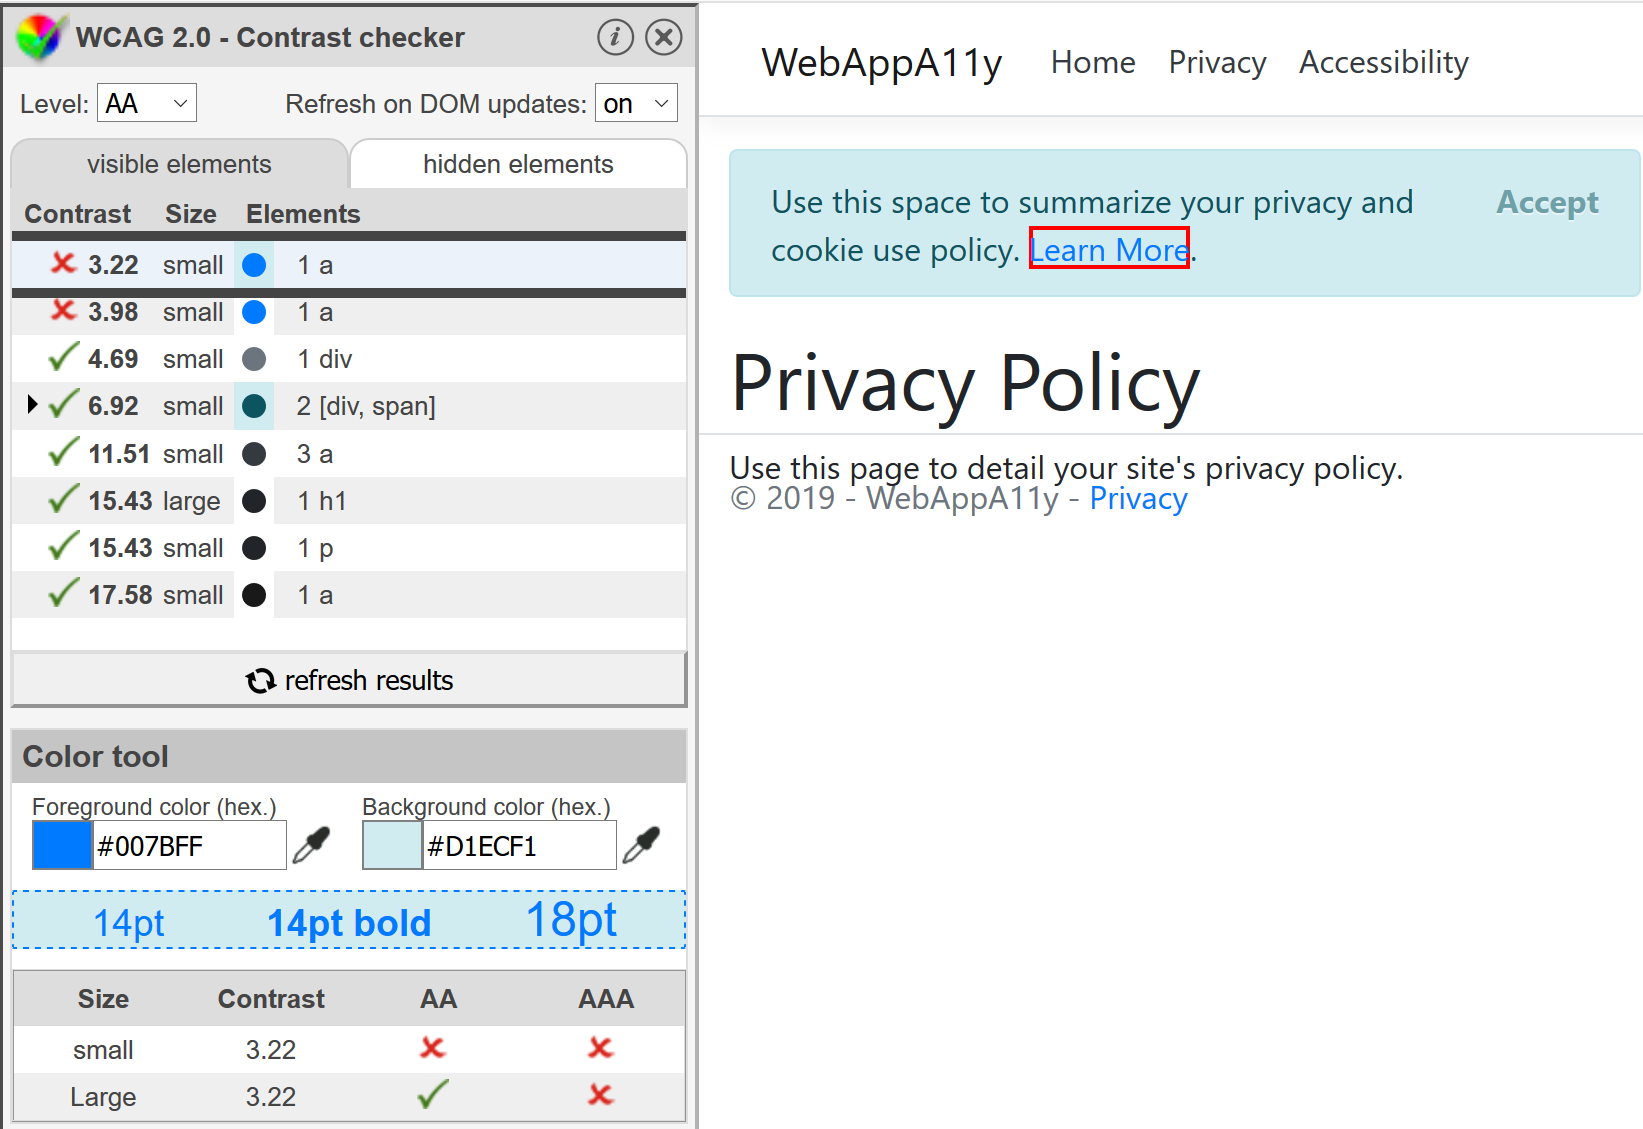 WCAG 2.0 - Contrast checker
Level: AA Refresh on DOM updates: on
visible elements hidden elements
Contrast Size Elements
3.22 small 1 a
3.98 small 1 a
4.69 small 1 div
6.92 small 2 [div, span]
11.51 small 3 a
15.43 large 1 h1
15.43 small 1 p
17.58 small 1 a
refresh results
Color tool
Foreground color (hex.) Background color (hex.)
#007BFF #D1ECF1
14pt 14pt bold 18pt
Size Contrast AA AAA
small 3.22
Large 3.22
WebAppA11y Home Privacy Accessibility
Use this space to summarize your privacy and Accept
cookie use policy. Learn More.
Privacy Policy
Use this page to detail your site's privacy policy.
© 2019 - WebAppA11y - Privacy